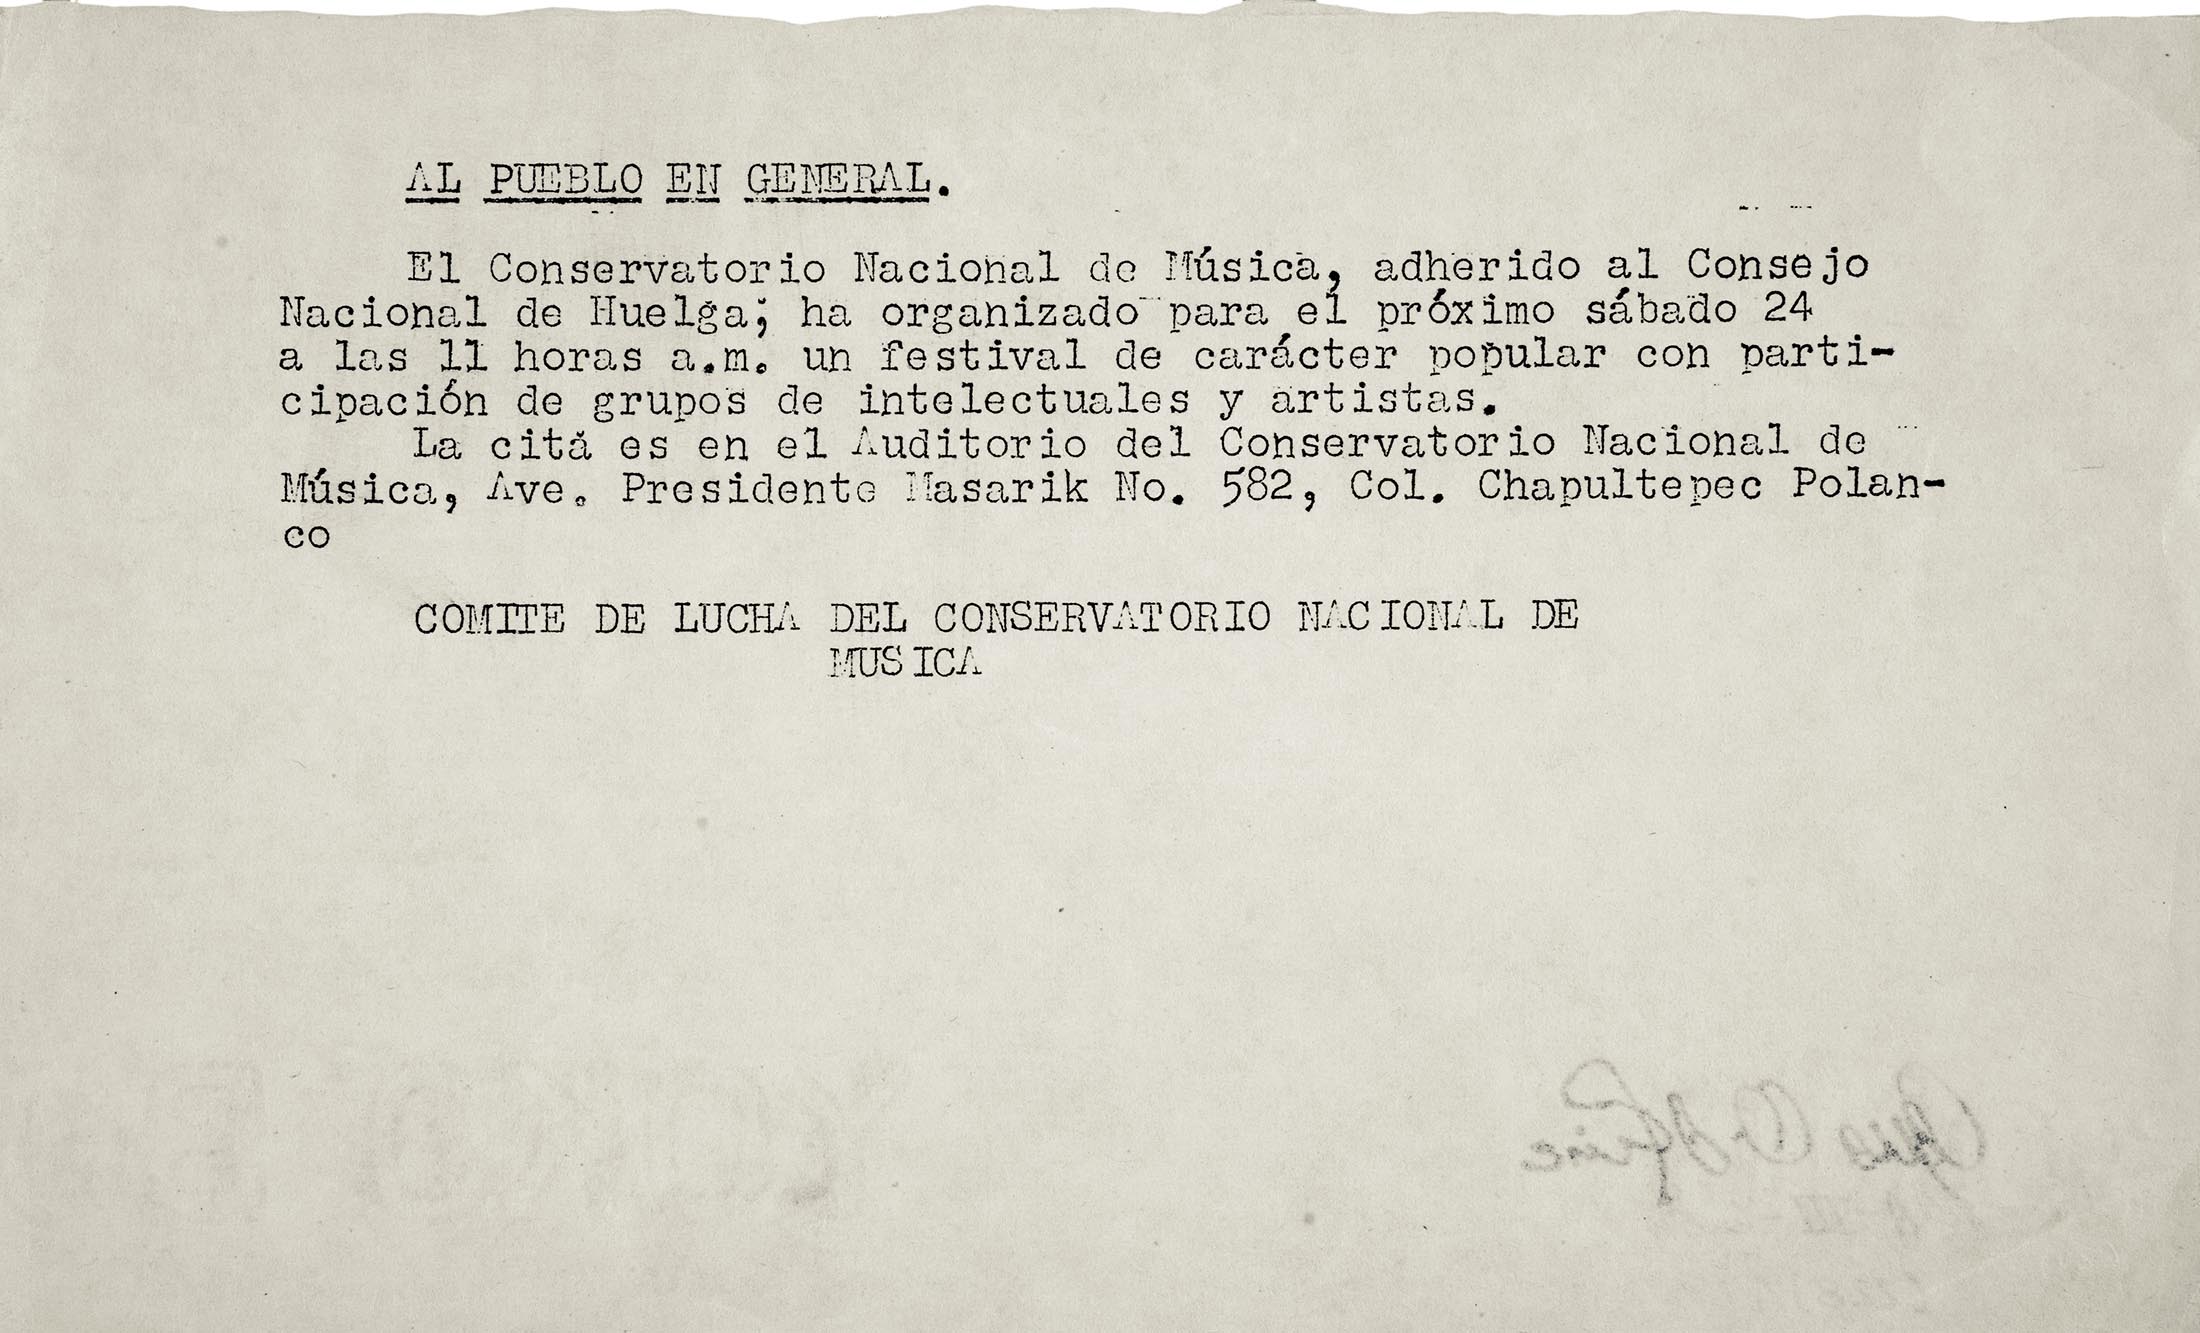 AL PUEBLO EN GENERAL.
El Conservatorio Nacional de Música, adherido al Consejo
Nacional de Huelga; ha organizado para el próximo sábado 24
a las 11 horas a.m. un festival de carácter popular con parti-
cipación de grupos de intelectuales y artistas.
La citá es en el Auditorio del Conservatorio Nacional de
Música, Ave. Presidente Masarik No. 582, Col. Chapultepec Polan-
co
COMITE DE LUCHA DEL CONSERVATORIO NACIONAL DE
MUSICA